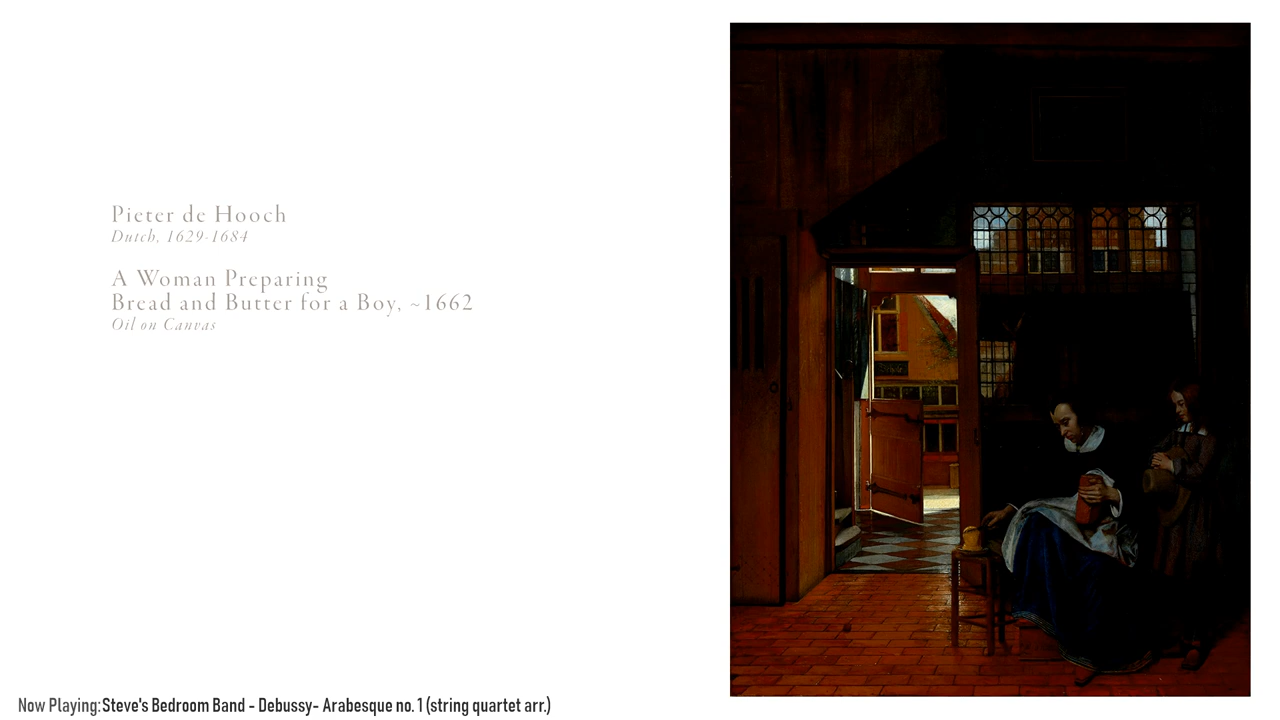 Pieter de Hooch
Dutch, 1629-1684
A Woman Preparing
Bread and Butter for a Boy, ~1662
Oil on Canvas
Now Playing: Steve's Bedroom Band - Debussy- Arabesque no. 1 (string quartet arr.)